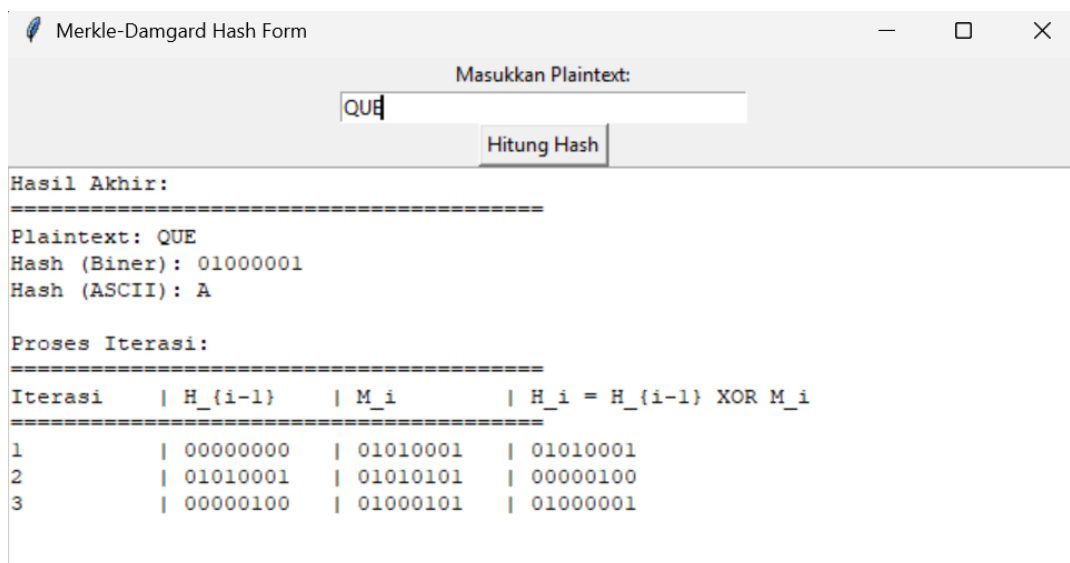 Merkle-Damgard Hash Form
Masukkan Plaintext:
QUE
Hitung Hash
Hasil Akhir:
========================================
Plaintext: QUE
Hash (Biner): 01000001
Hash (ASCII): A
Proses Iterasi:
========================================
Iterasi | H_{i-1} | M_i | H_i = H_{i-1} XOR M_i
========================================
1 | 00000000 | 01010001 | 01010001
2 | 01010001 | 01010101 | 00000100
3 | 00000100 | 01000101 | 01000001